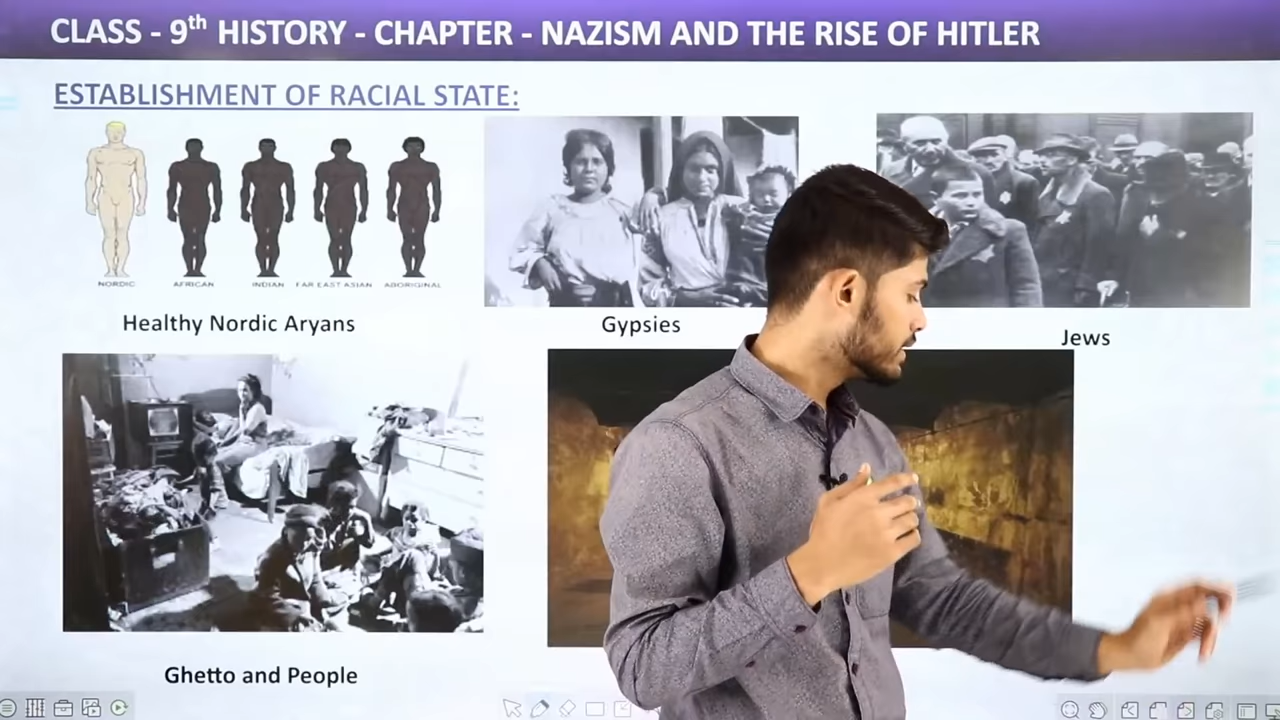 CLASS - 9th HISTORY - CHAPTER - NAZISM AND THE RISE OF HITLER
ESTABLISHMENT OF RACIAL STATE:
NORDIC AFRICAN INDIAN FAR EAST ASIAN ABORIGINAL
Healthy Nordic Aryans
Gypsies
Jews
Ghetto and People